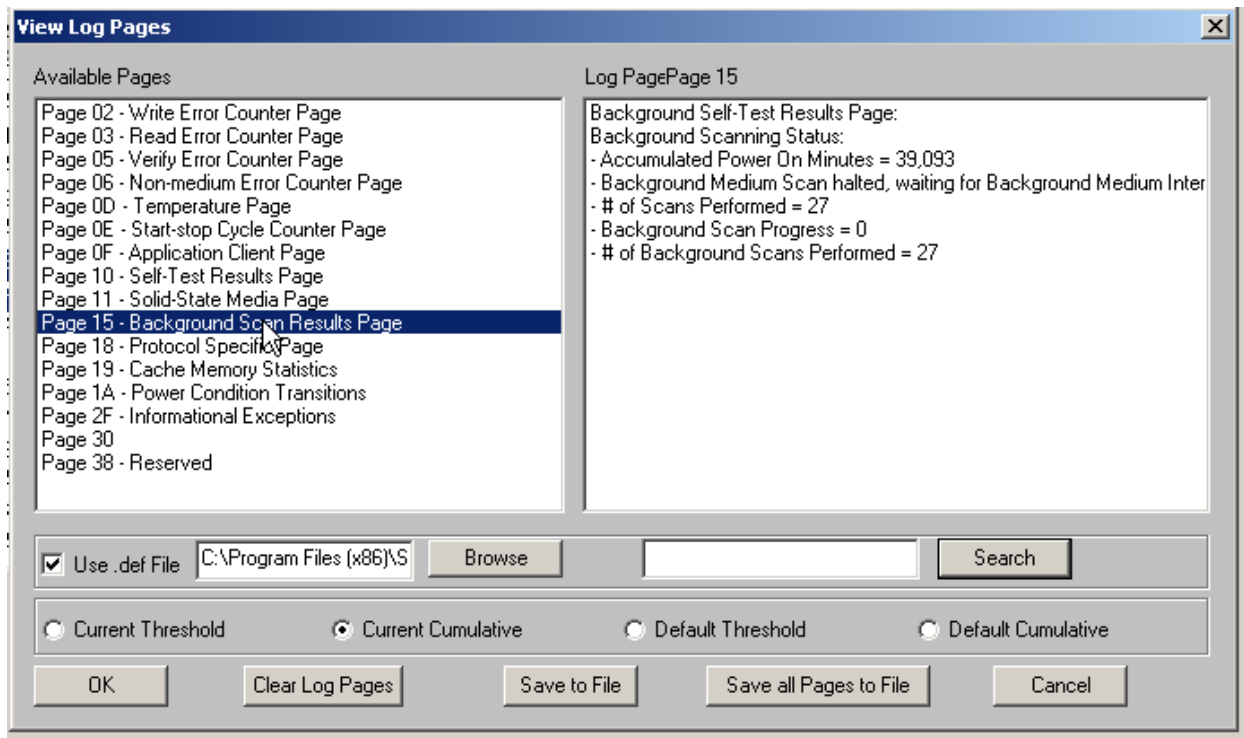 View Log Pages
Available Pages
Page 02 - Write Error Counter Page
Page 03 - Read Error Counter Page
Page 05 - Verify Error Counter Page
Page 06 - Non-medium Error Counter Page
Page 0D - Temperature Page
Page 0E - Start-stop Cycle Counter Page
Page 0F - Application Client Page
Page 10 - Self-Test Results Page
Page 11 - Solid-State Media Page
Page 15 - Background Scan Results Page
Page 18 - Protocol Specific Page
Page 19 - Cache Memory Statistics
Page 1A - Power Condition Transitions
Page 2F - Informational Exceptions
Page 30
Page 38 - Reserved
Log PagePage 15
Background Self-Test Results Page:
Background Scanning Status:
- Accumulated Power On Minutes = 39,093
- Background Medium Scan halted, waiting for Background Medium Inter
- # of Scans Performed = 27
- Background Scan Progress = 0
- # of Background Scans Performed = 27
Use .def File C:\Program Files (x86)\S Browse Search
Current Threshold Current Cumulative Default Threshold Default Cumulative
OK Clear Log Pages Save to File Save all Pages to File Cancel